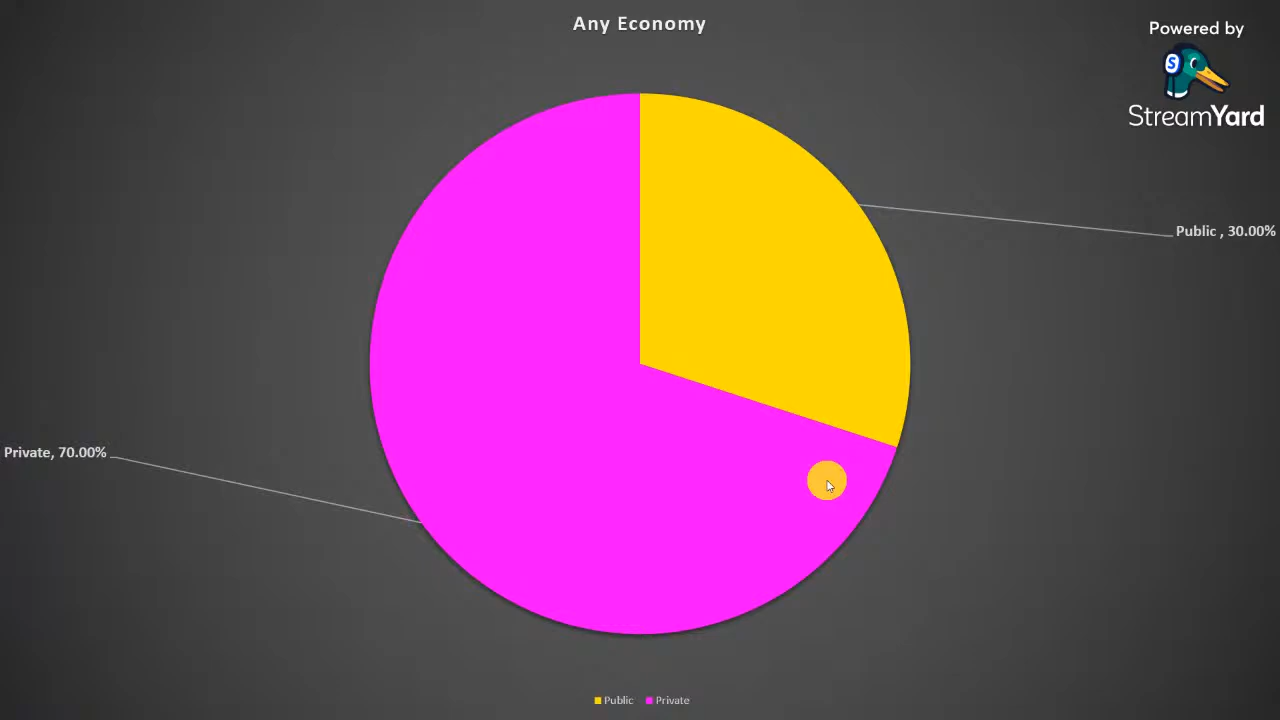 Any Economy
Powered by
S
StreamYard
Public , 30.00%
Private, 70.00%
Public Private